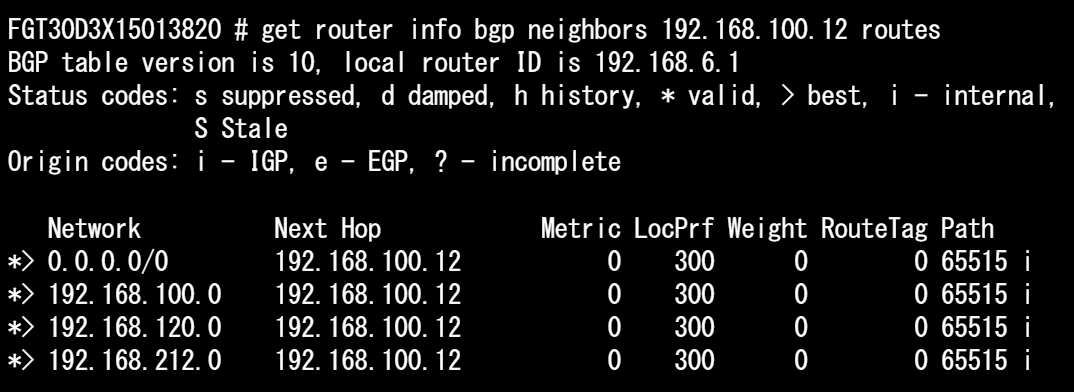 FGT30D3X15013820 # get router info bgp neighbors 192.168.100.12 routes
BGP table version is 10, local router ID is 192.168.6.1
Status codes: s suppressed, d damped, h history, * valid, > best, i - internal,
              S Stale
Origin codes: i - IGP, e - EGP, ? - incomplete

   Network          Next Hop            Metric LocPrf Weight RouteTag Path
*> 0.0.0.0/0        192.168.100.12           0    300      0        0 65515 i
*> 192.168.100.0    192.168.100.12           0    300      0        0 65515 i
*> 192.168.120.0    192.168.100.12           0    300      0        0 65515 i
*> 192.168.212.0    192.168.100.12           0    300      0        0 65515 i